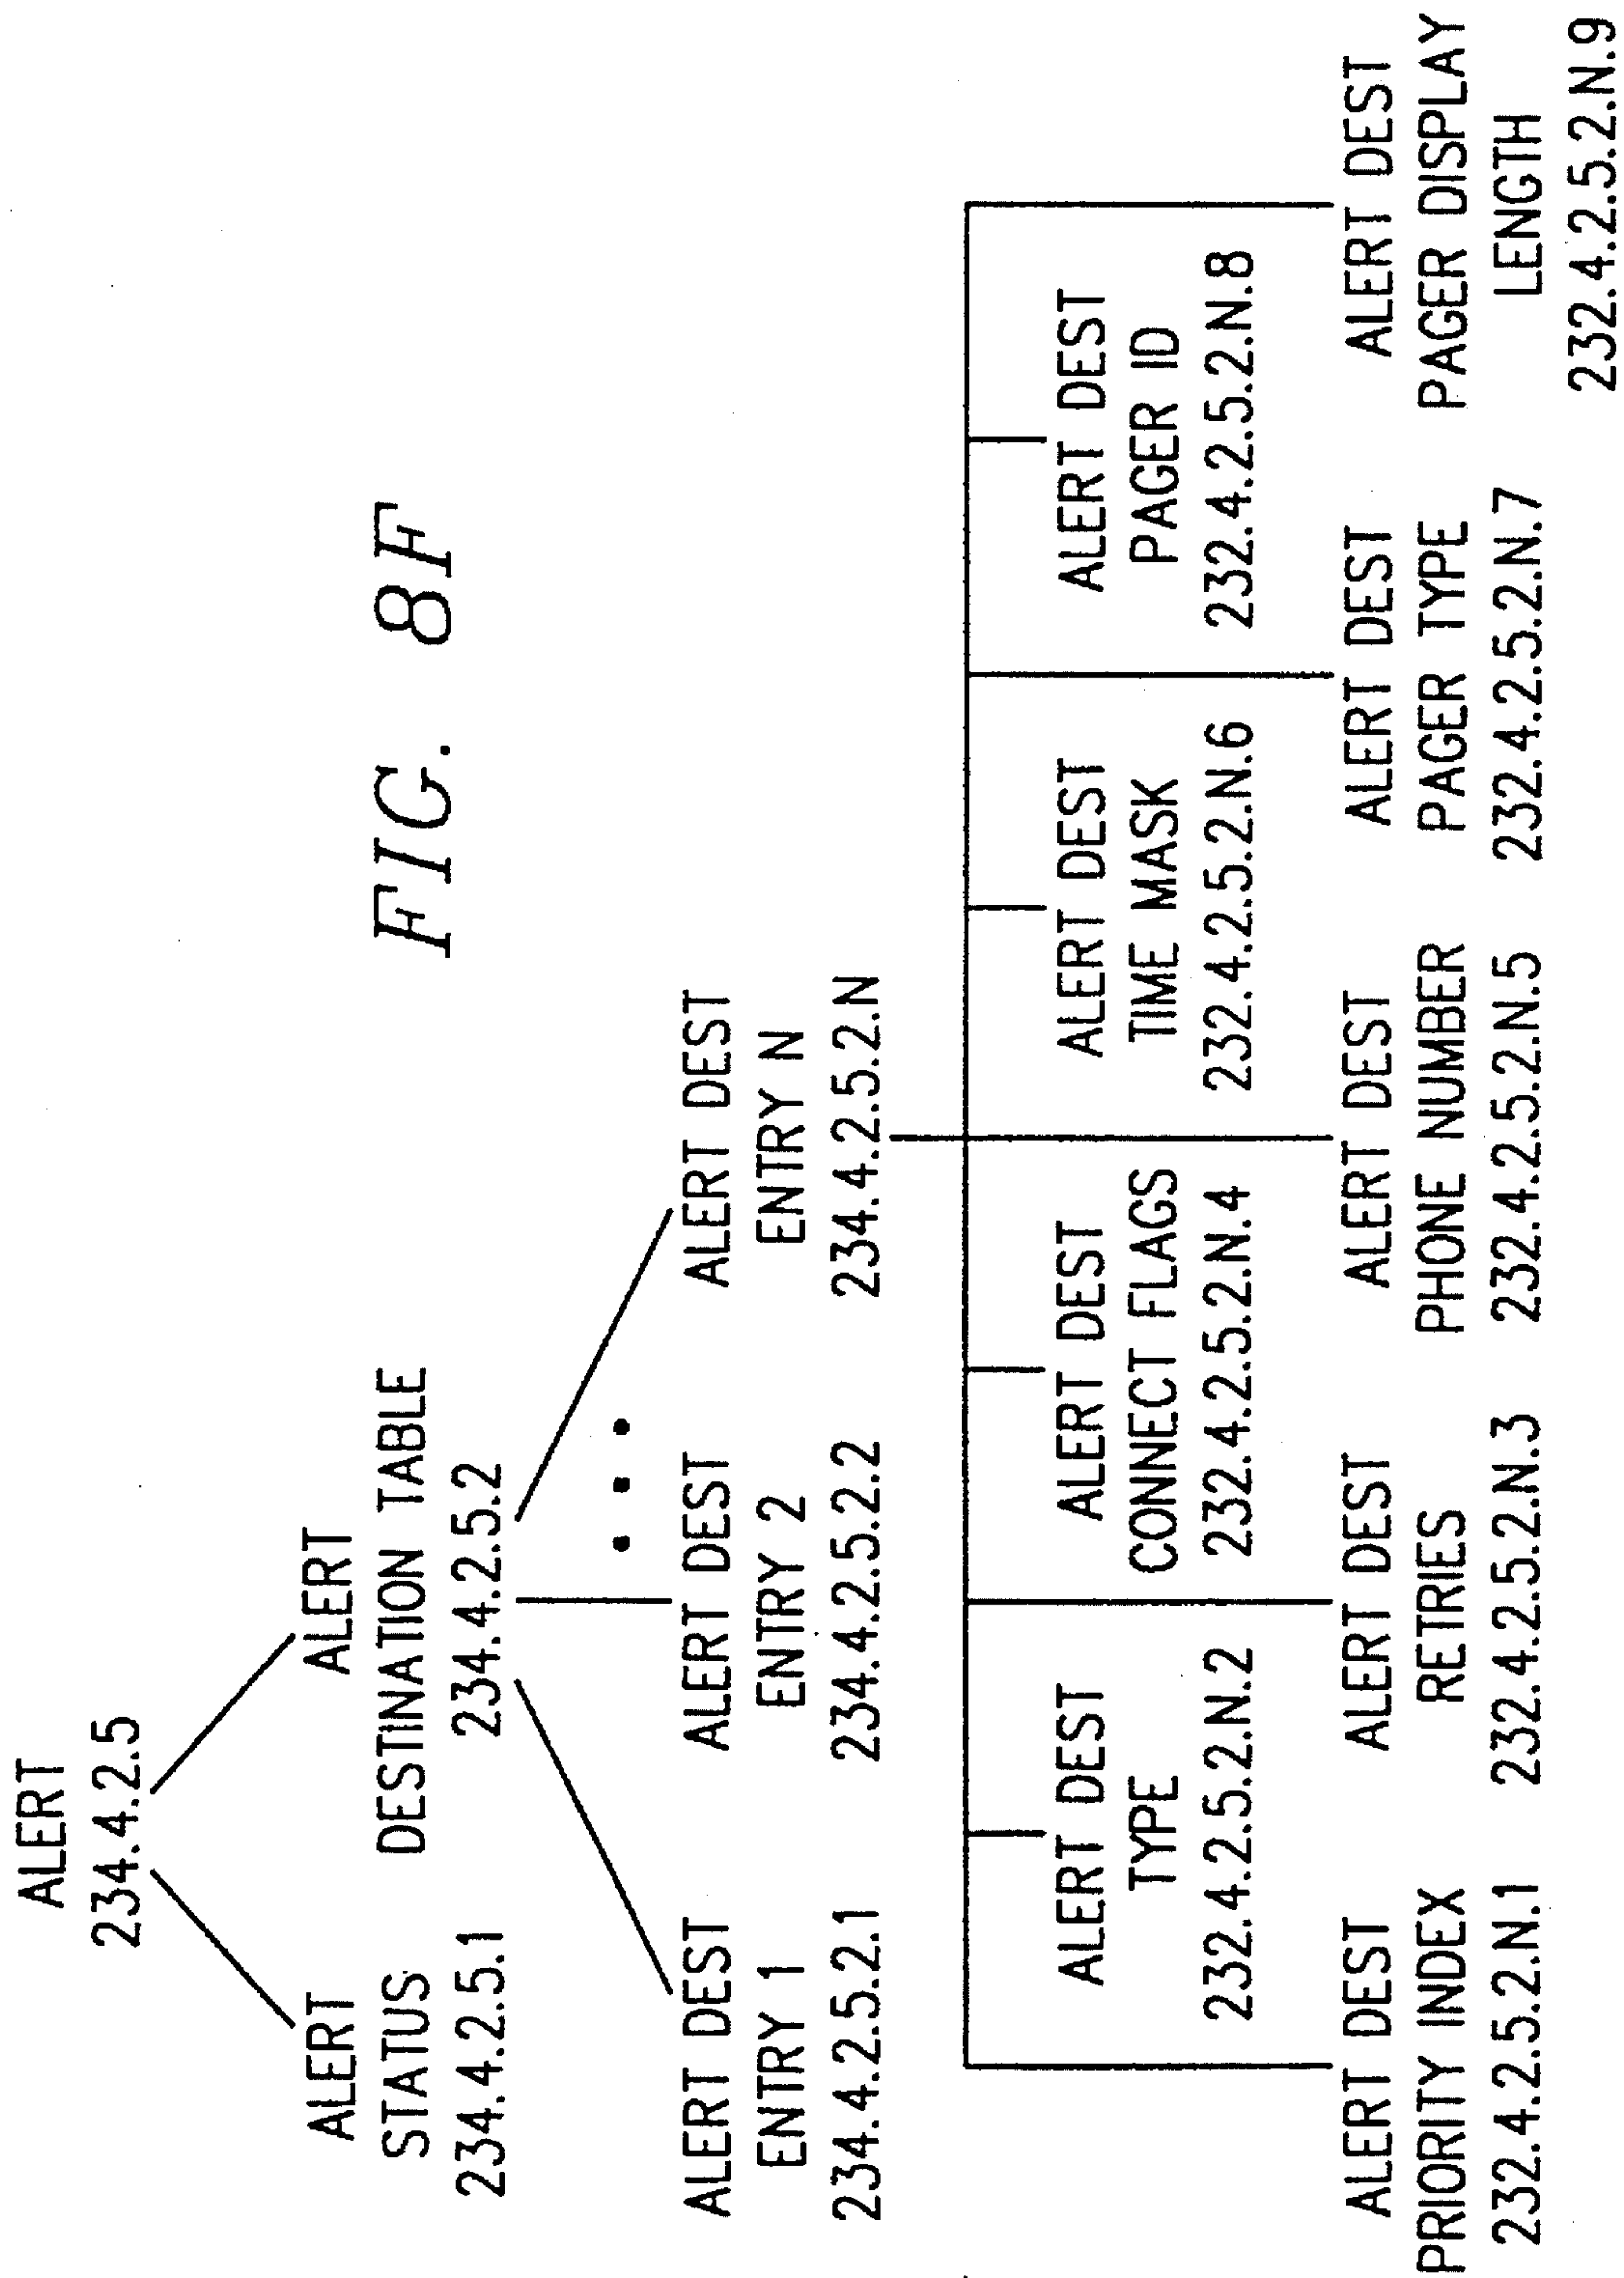 FIG. 8F
ALERT
234.4.2.5
ALERT
STATUS
234.4.2.5.1
ALERT
DESTINATION TABLE
234.4.2.5.2
ALERT DEST
ENTRY 1
234.4.2.5.2.1
ALERT DEST
ENTRY 2
234.4.2.5.2.2
ALERT DEST
ENTRY N
234.4.2.5.2.N
ALERT DEST
TYPE
232.4.2.5.2.N.2
ALERT DEST
CONNECT FLAGS
232.4.2.5.2.N.4
ALERT DEST
TIME MASK
232.4.2.5.2.N.6
ALERT DEST
PAGER ID
232.4.2.5.2.N.8
ALERT DEST
PRIORITY INDEX
232.4.2.5.2.N.1
ALERT DEST
RETRIES
232.4.2.5.2.N.3
ALERT DEST
PHONE NUMBER
232.4.2.5.2.N.5
ALERT DEST
PAGER TYPE
232.4.2.5.2.N.7
ALERT DEST
PAGER DISPLAY
LENGTH
232.4.2.5.2.N.9